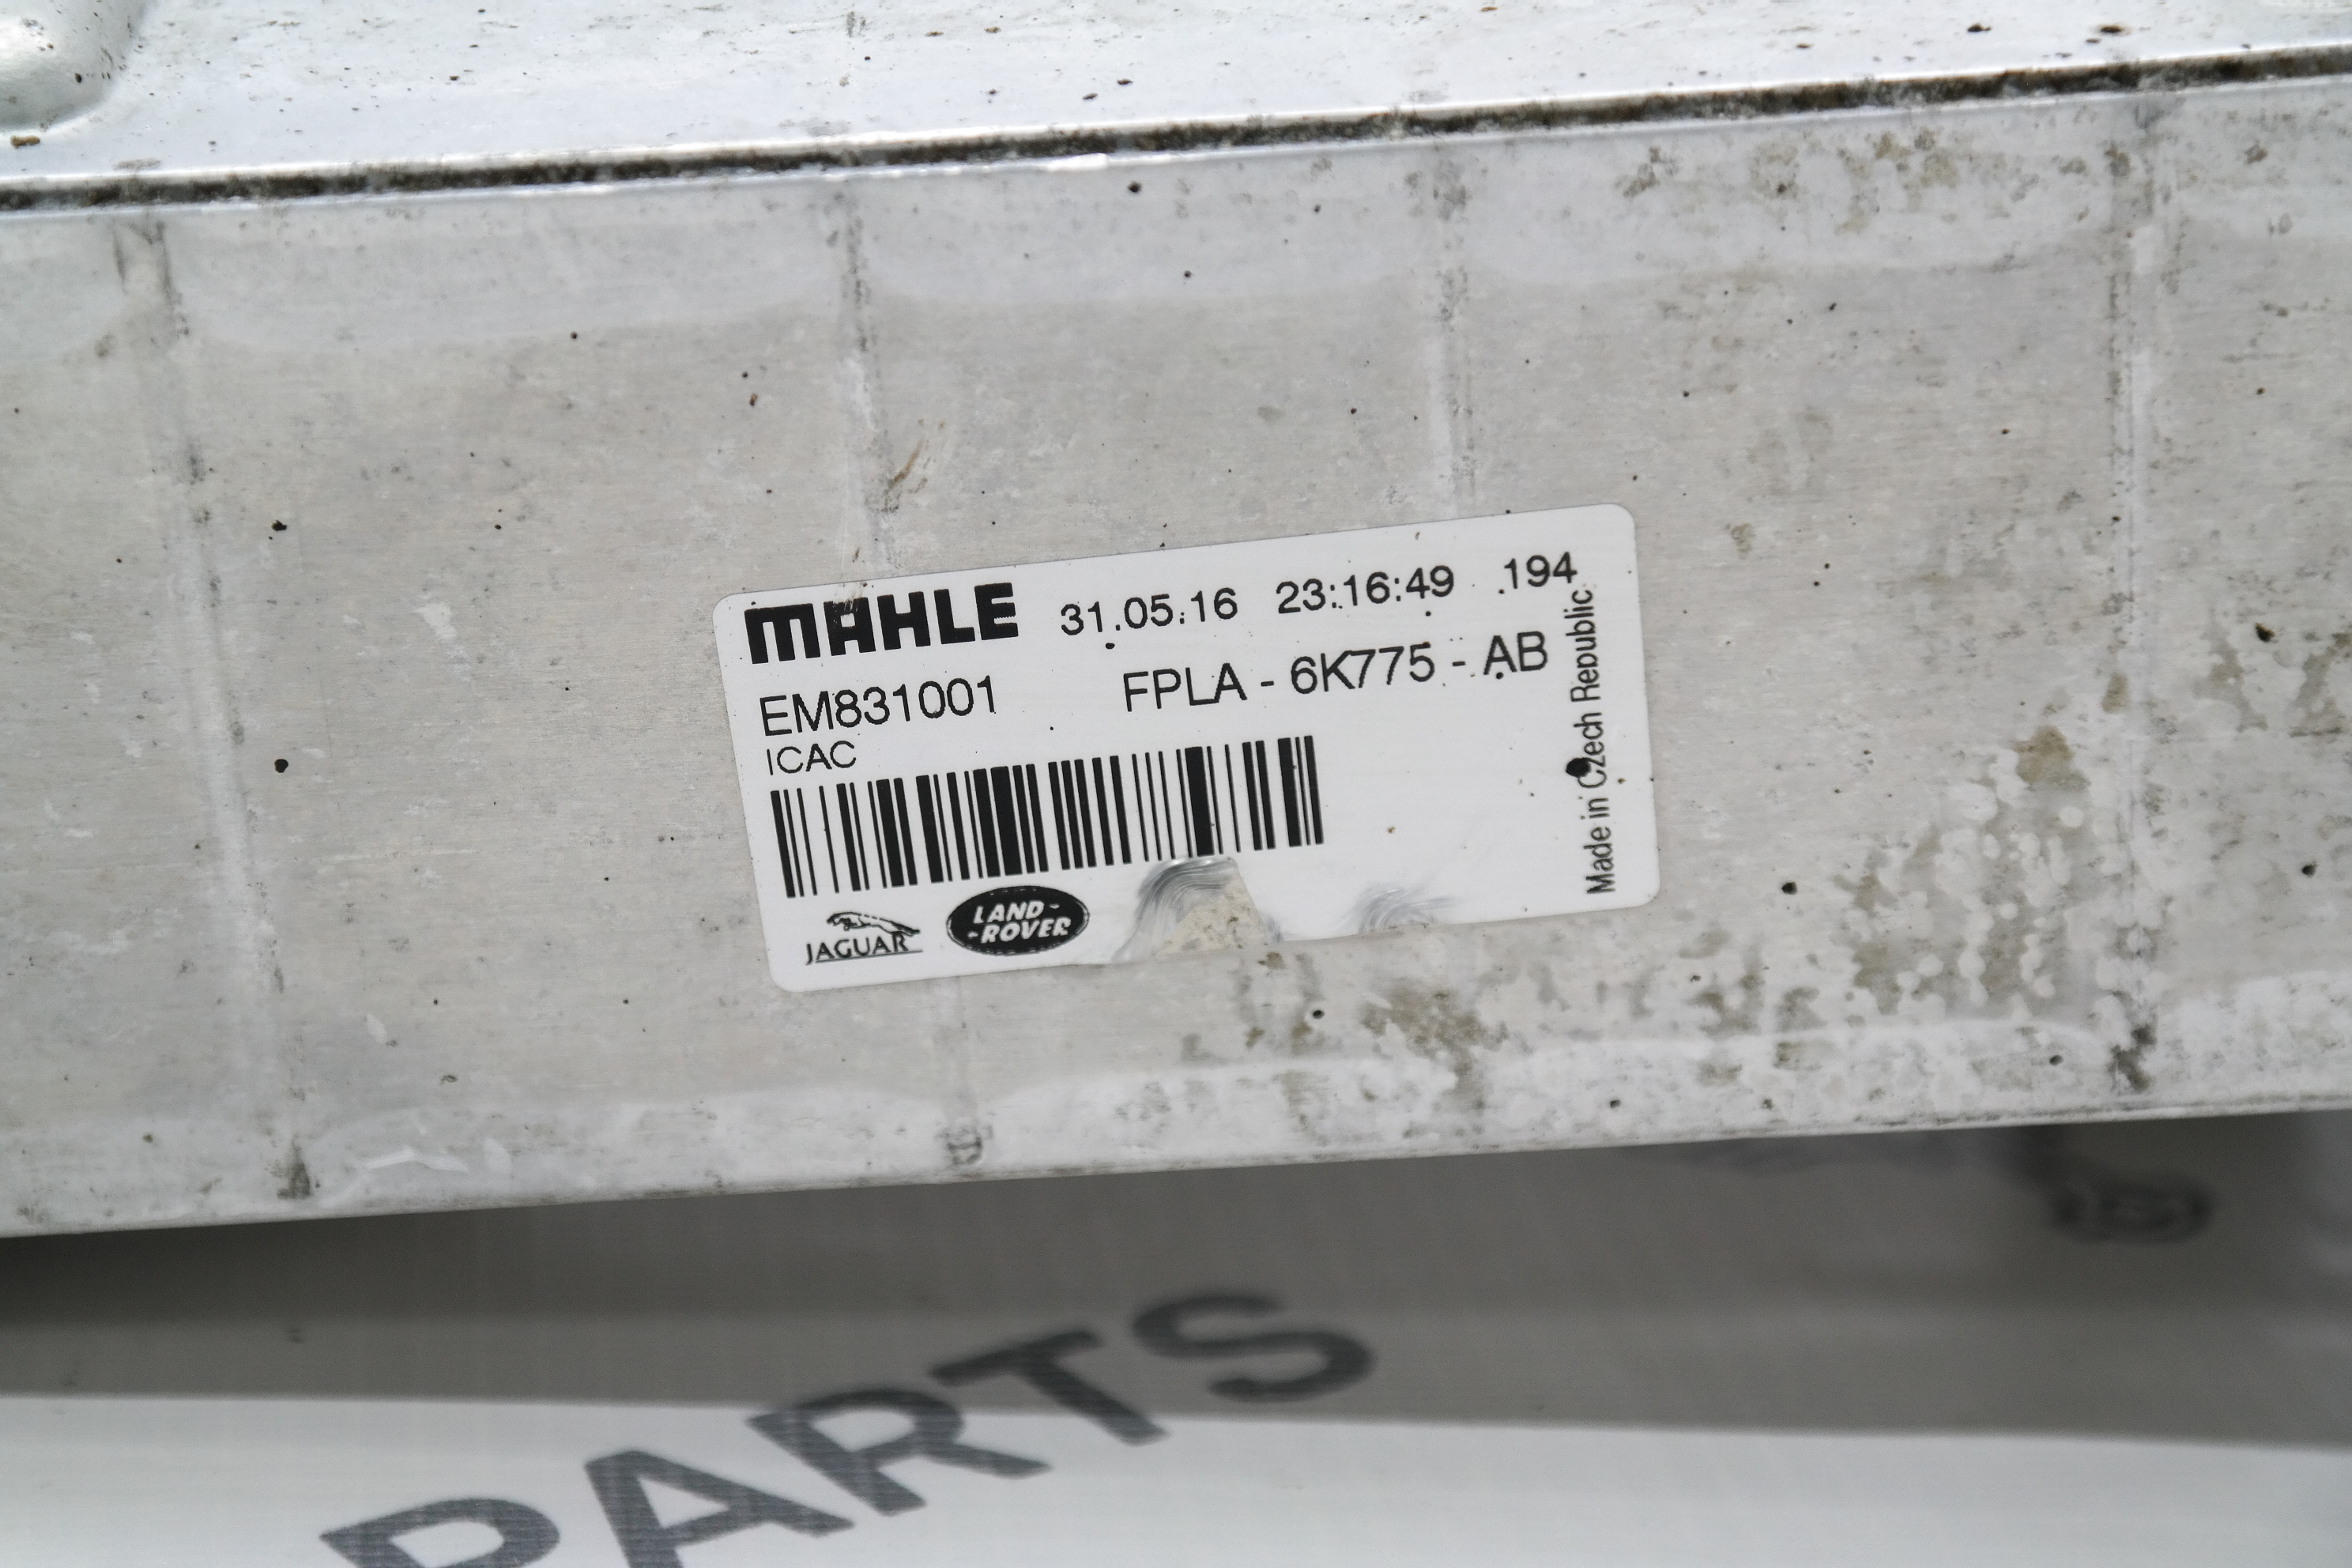 MAHLE 31.05.16 23:16:49 .194
EM831001 FPLA - 6K775 - AB
ICAC
Made in Czech Republic
JAGUAR
LAND-
-ROVER
PARTS